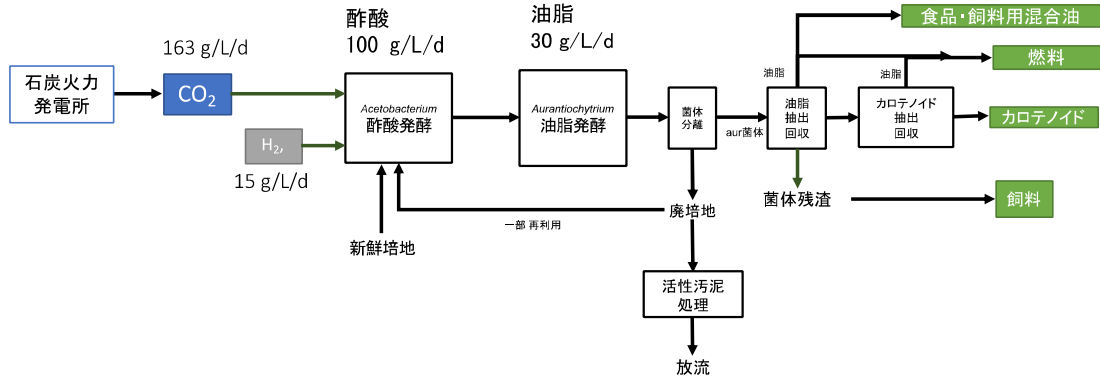 石炭火力
発電所
163 g/L/d
CO₂
H₂,
15 g/L/d
酢酸
100 g/L/d
Acetobacterium
酢酸発酵
新鮮培地
油脂
30 g/L/d
Aurantiochytrium
油脂発酵
菌体
分離
aur菌体
廃培地
一部 再利用
活性汚泥
処理
放流
油脂
油脂
抽出
回収
菌体残渣
油脂
カロテノイド
抽出
回収
食品・飼料用混合油
燃料
カロテノイド
飼料